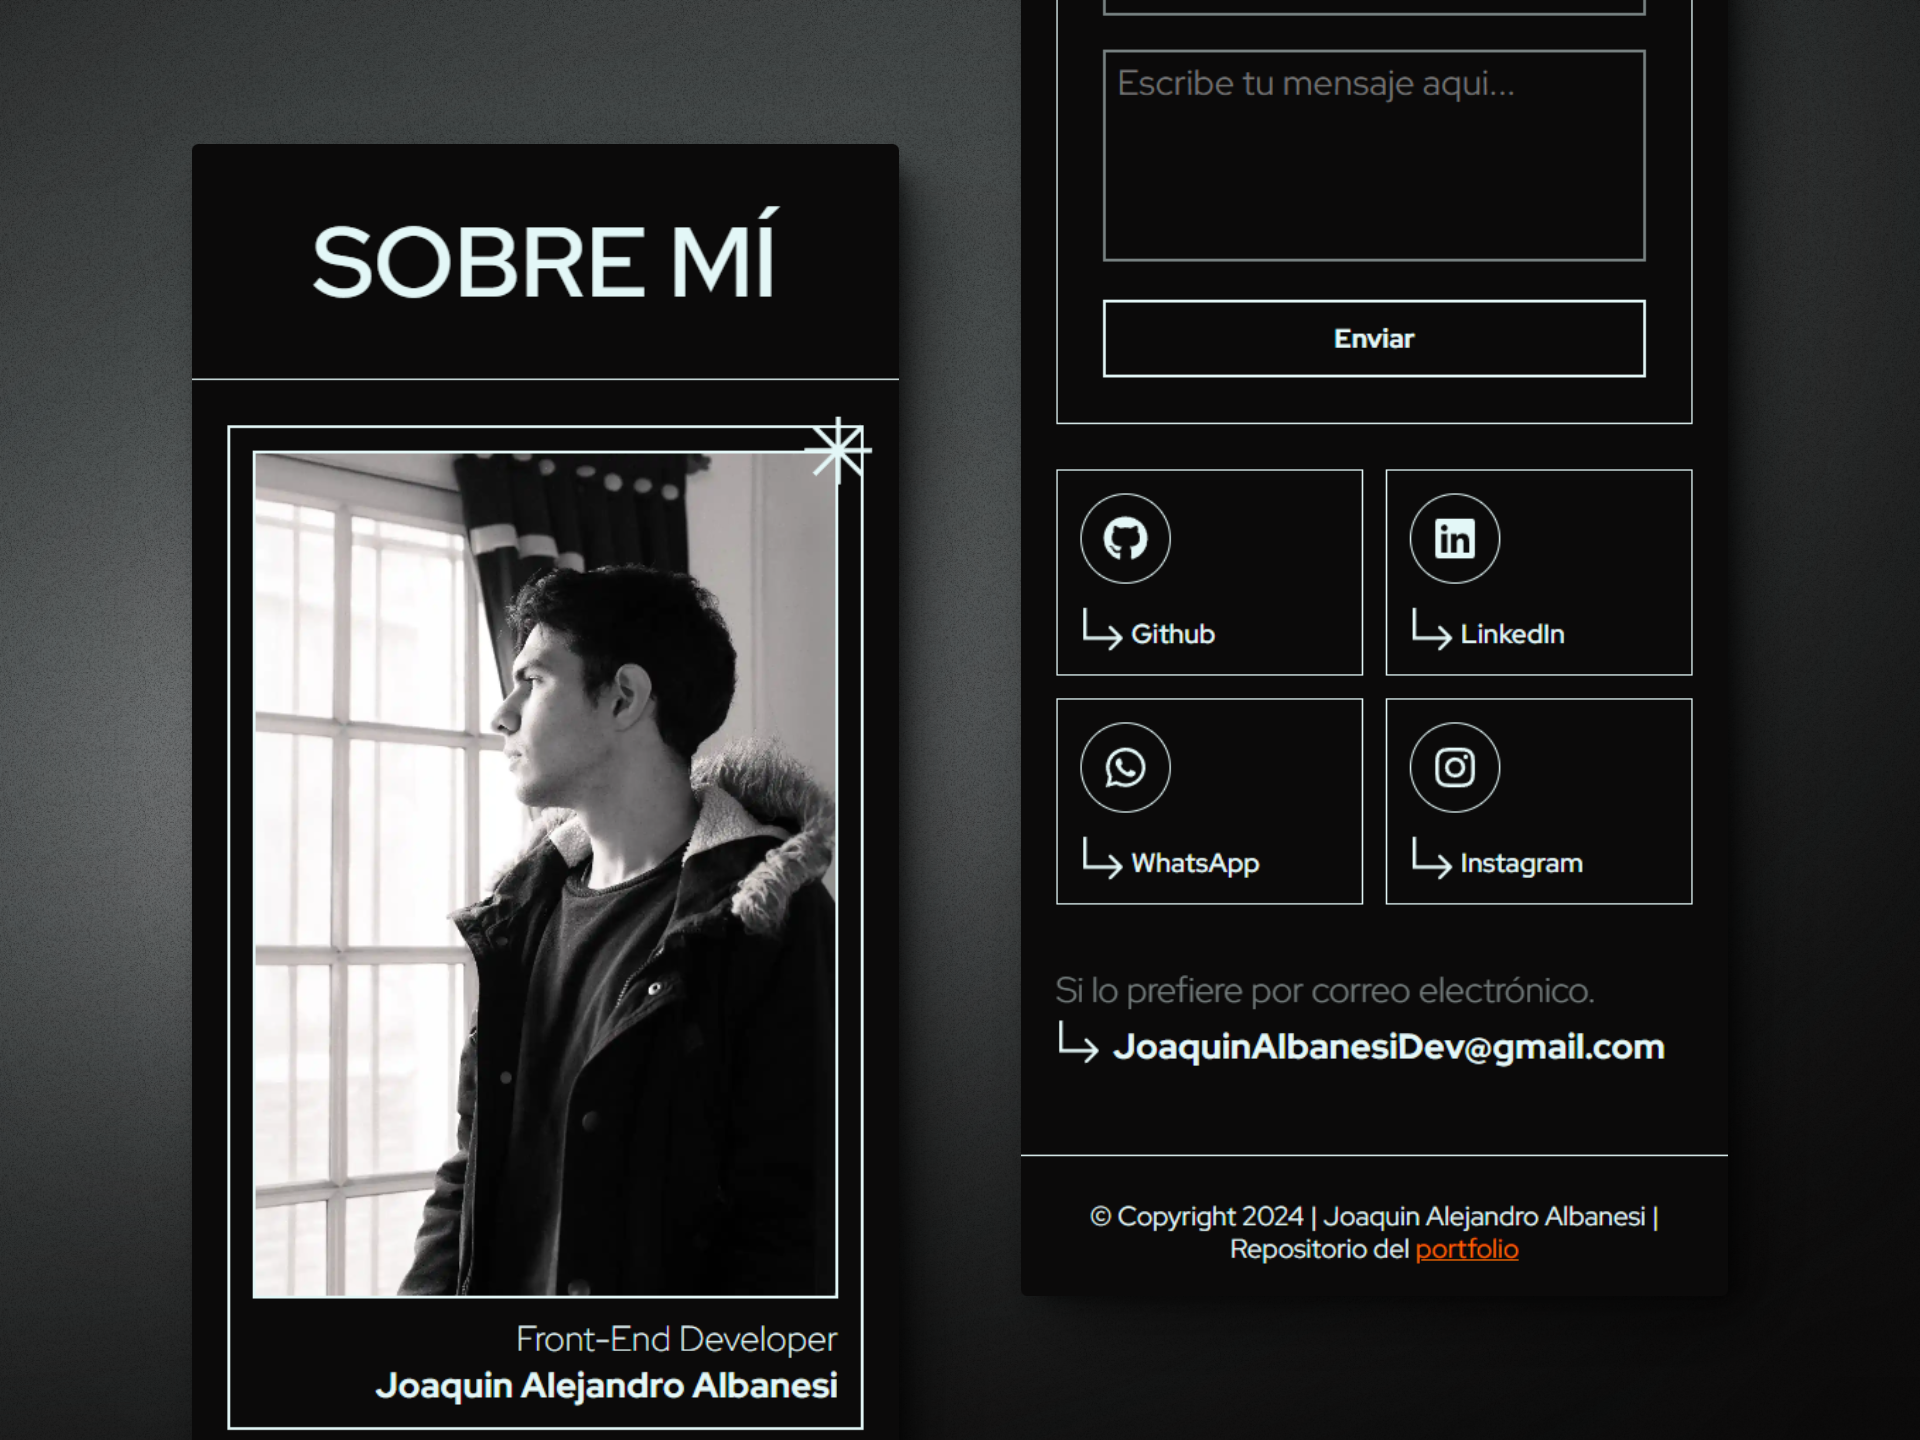 SOBRE MÍ
Front-End Developer
Joaquin Alejandro Albanesi
Escribe tu mensaje aqui...
Enviar
Github
in
LinkedIn
WhatsApp
Instagram
Si lo prefiere por correo electrónico.
JoaquinAlbanesiDev@gmail.com
© Copyright 2024 | Joaquin Alejandro Albanesi |
Repositorio del portfolio